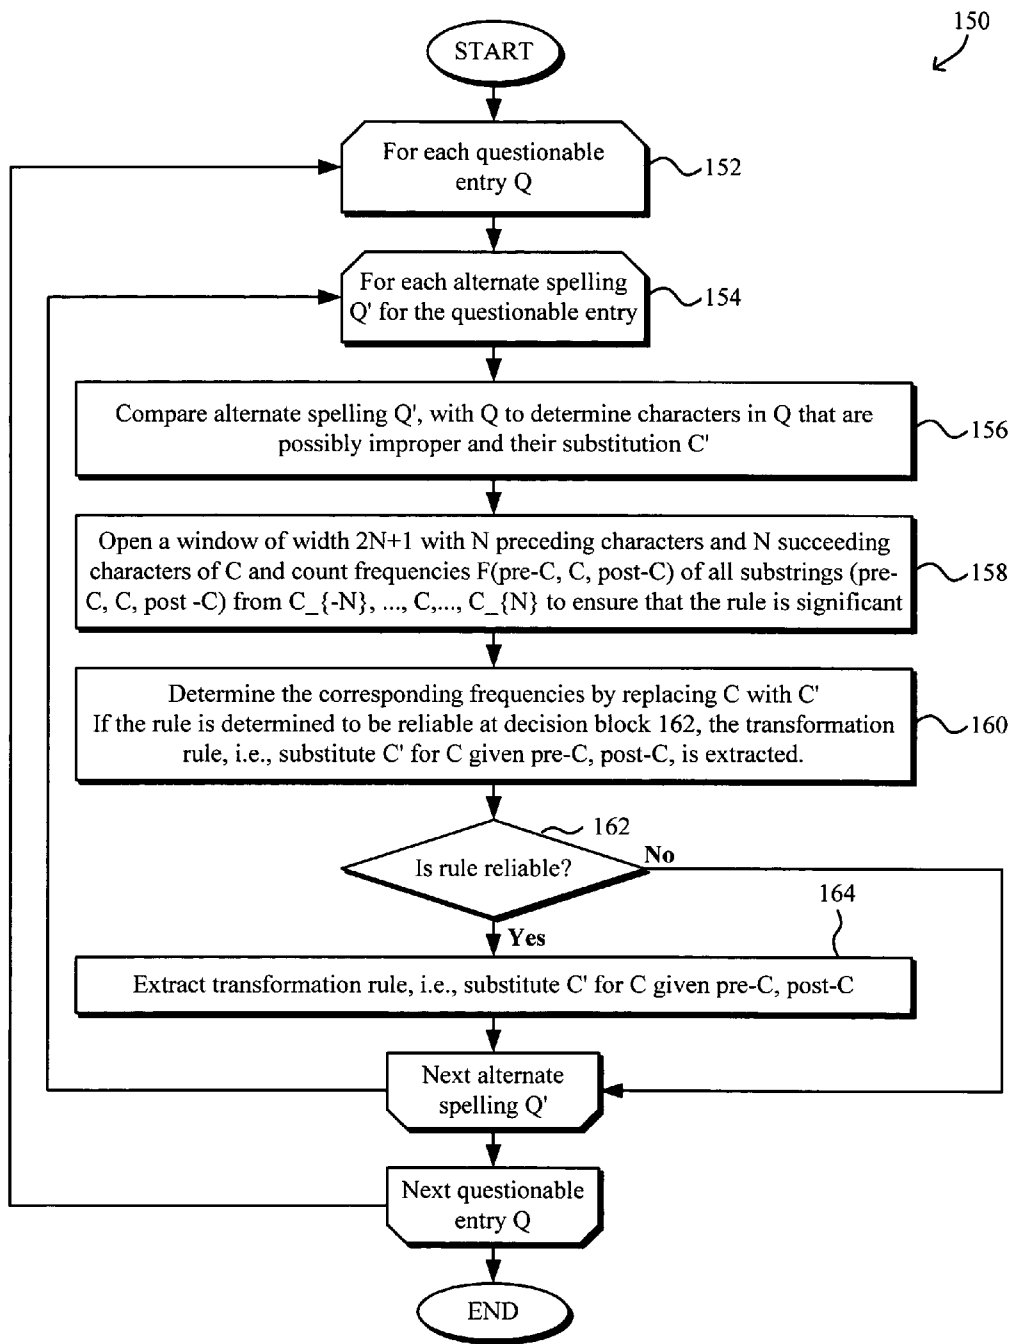 150
START
For each questionable
entry Q
152
For each alternate spelling
Q' for the questionable entry
154
Compare alternate spelling Q', with Q to determine characters in Q that are
possibly improper and their substitution C'
156
Open a window of width 2N+1 with N preceding characters and N succeeding
characters of C and count frequencies F(pre-C, C, post-C) of all substrings (pre-
C, C, post -C) from C_{-N}, ..., C,..., C_{N} to ensure that the rule is significant
158
Determine the corresponding frequencies by replacing C with C'
If the rule is determined to be reliable at decision block 162, the transformation
rule, i.e., substitute C' for C given pre-C, post-C, is extracted.
160
162
Is rule reliable?
No
164
Yes
Extract transformation rule, i.e., substitute C' for C given pre-C, post-C
Next alternate
spelling Q'
Next questionable
entry Q
END